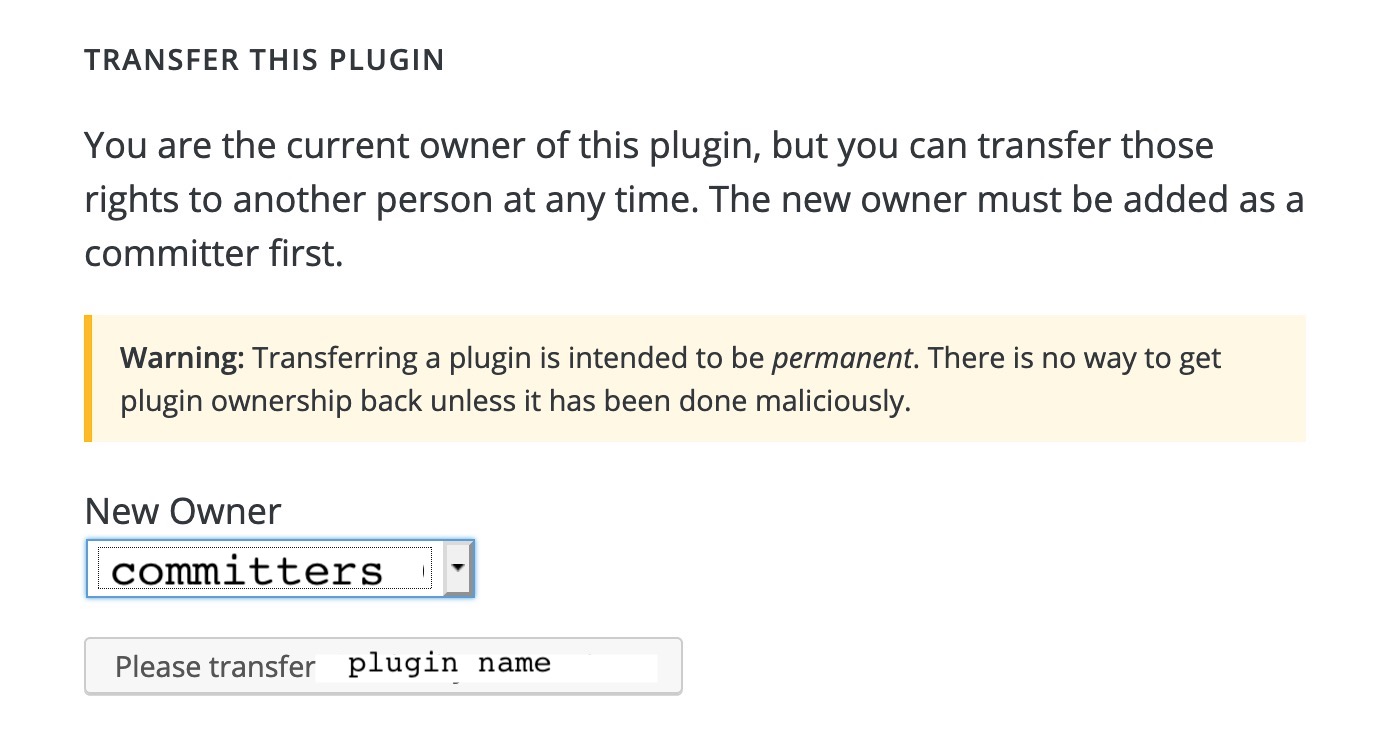 TRANSFER THIS PLUGIN
You are the current owner of this plugin, but you can transfer those
rights to another person at any time. The new owner must be added as a
committer first.
Warning: Transferring a plugin is intended to be permanent. There is no way to get
plugin ownership back unless it has been done maliciously.
New Owner
committers
Please transfer plugin name